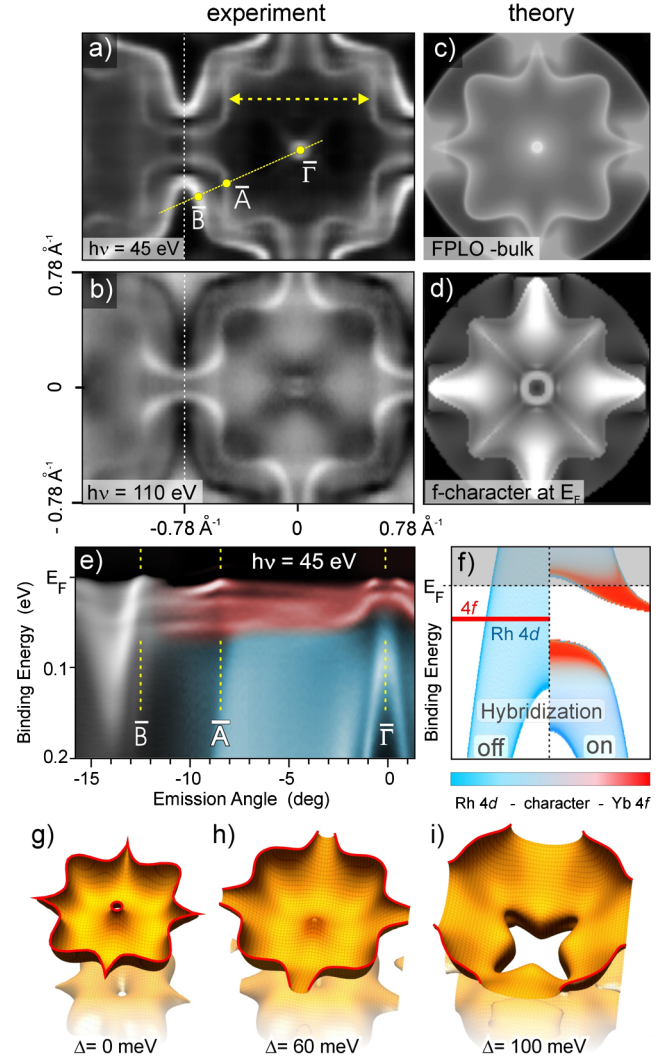 experiment
theory
a)
c)
Γ̅
A̅
B̅
hν = 45 eV
FPLO -bulk
0.78 Å⁻¹
b)
d)
0
hν = 110 eV
f-character at E_F
- 0.78 Å⁻¹
-0.78 Å⁻¹
0
0.78 Å⁻¹
e)
hν = 45 eV
f)
E_F
E_F
Binding Energy (eV)
0.1
0.2
B̅
A̅
Γ̅
-15
-10
-5
0
Emission Angle (deg)
Binding Energy
4f
Rh 4d
Hybridization
off
on
Rh 4d - character - Yb 4f
g)
h)
i)
Δ= 0 meV
Δ= 60 meV
Δ= 100 meV